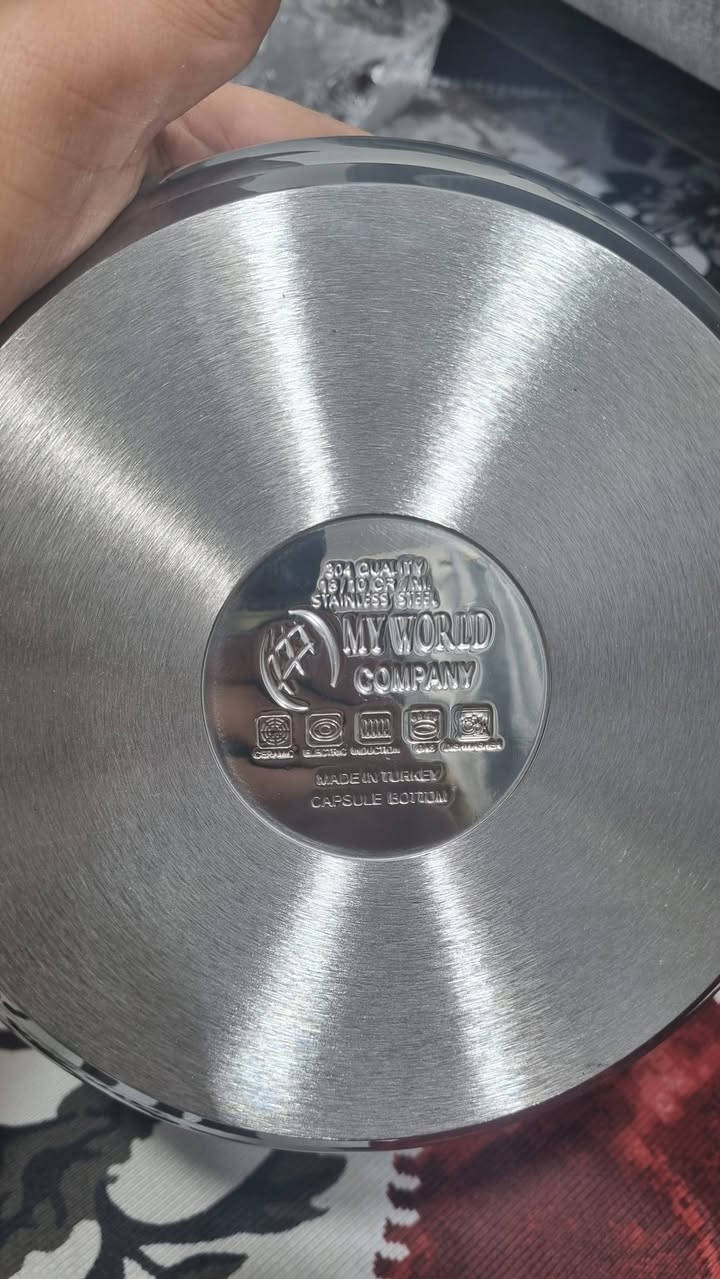 304 QUALITY
18/10 CR / NI.
STAINLESS STEEL
MY WORLD
COMPANY
CERAMIC ELECTRIC INDUCTION GAS DISHWASHER
MADE IN TURKEY
CAPSULE BOTTOM